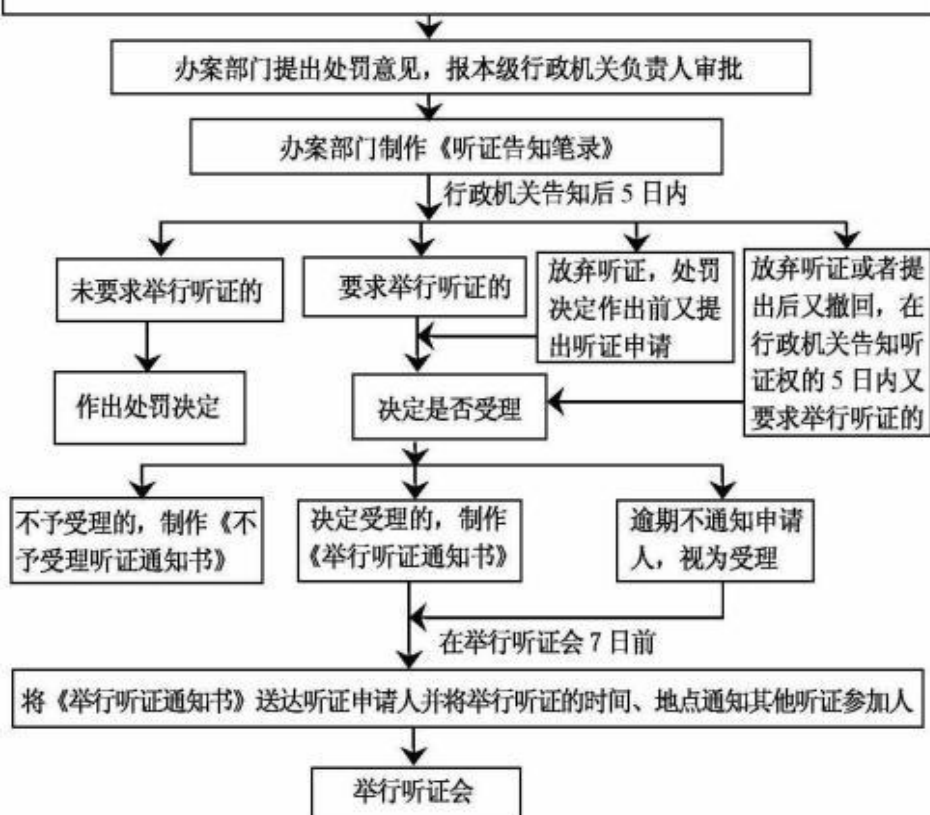 办案部门提出处罚意见，报本级行政机关负责人审批
办案部门制作《听证告知笔录》
行政机关告知后 5 日内
未要求举行听证的
要求举行听证的
放弃听证，处罚
决定作出前又提
出听证申请
放弃听证或者提
出后又撤回，在
行政机关告知听
证权的 5 日内又
要求举行听证的
作出处罚决定
决定是否受理
不予受理的，制作《不
予受理听证通知书》
决定受理的，制作
《举行听证通知书》
逾期不通知申请
人，视为受理
在举行听证会 7 日前
将《举行听证通知书》送达听证申请人并将举行听证的时间、地点通知其他听证参加人
举行听证会